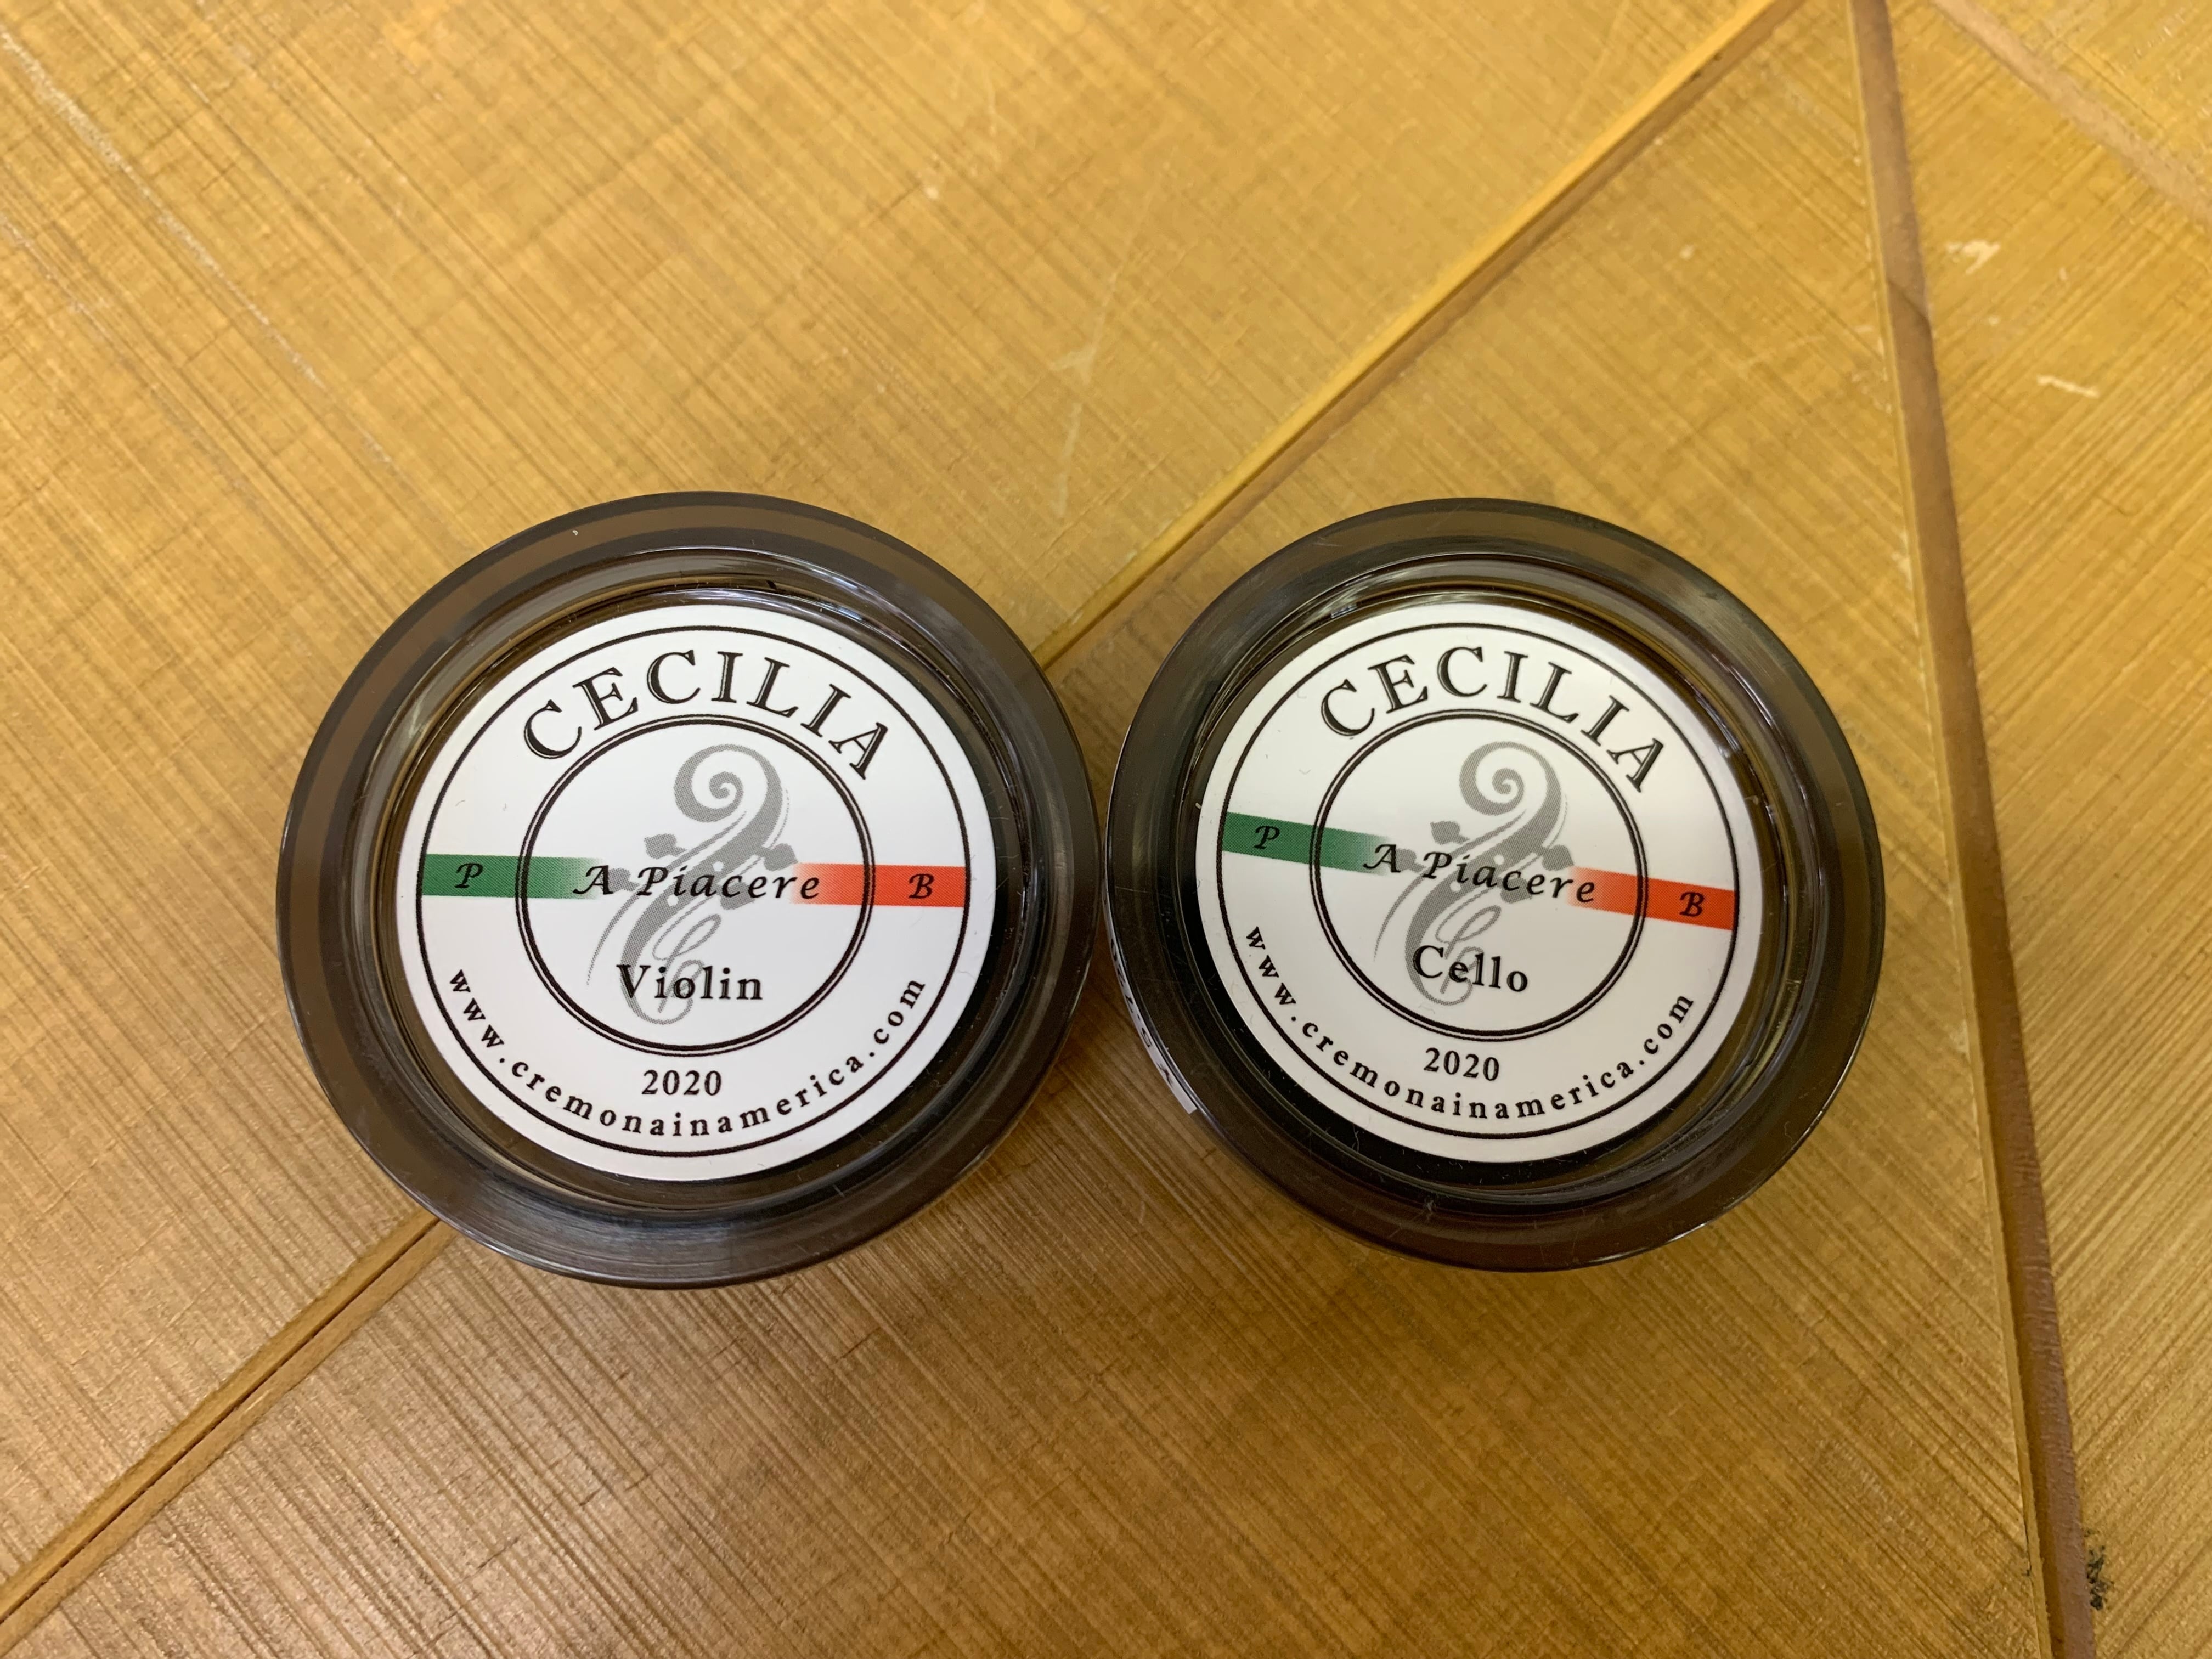 CECILIA
P A Piacere B
Violin
2020
www.cremonainamerica.com
CECILIA
P A Piacere B
Cello
2020
www.cremonainamerica.com